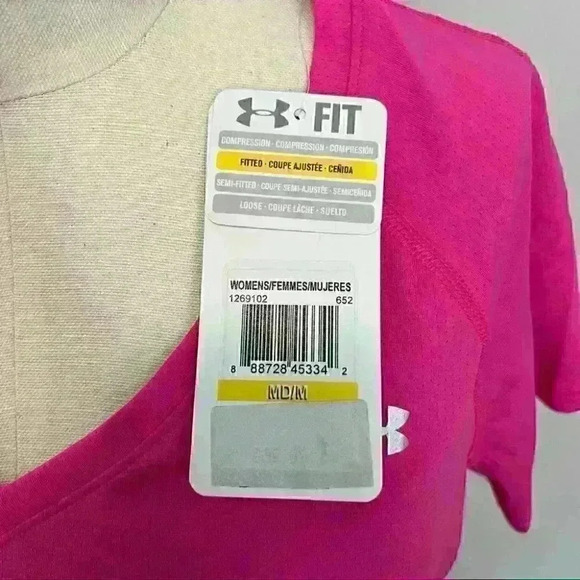 FIT
COMPRESSION · COMPRESSION · COMPRESIÓN
FITTED · COUPE AJUSTÉE · CEÑIDA
SEMI-FITTED · COUPE SEMI-AJUSTÉE · SEMICEÑIDA
LOOSE · COUPE LÂCHE · SUELTO
WOMENS/FEMMES/MUJERES
1269102 652
8 88728 45334 2
MD/M